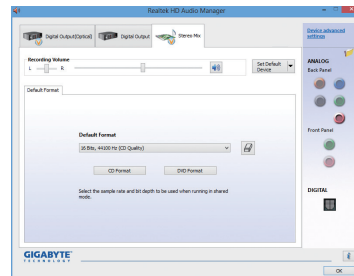 Realtek HD Audio Manager
Digital Output(Optical)
Digital Output
Stereo Mix
Device advanced
settings
Recording Volume
L
R
Set Default
Device
ANALOG
Back Panel
Default Format
Default Format
16 Bits, 44100 Hz (CD Quality)
CD Format
DVD Format
Select the sample rate and bit depth to be used when running in shared
mode.
Front Panel
DIGITAL
GIGABYTE
TECHNOLOGY
OK